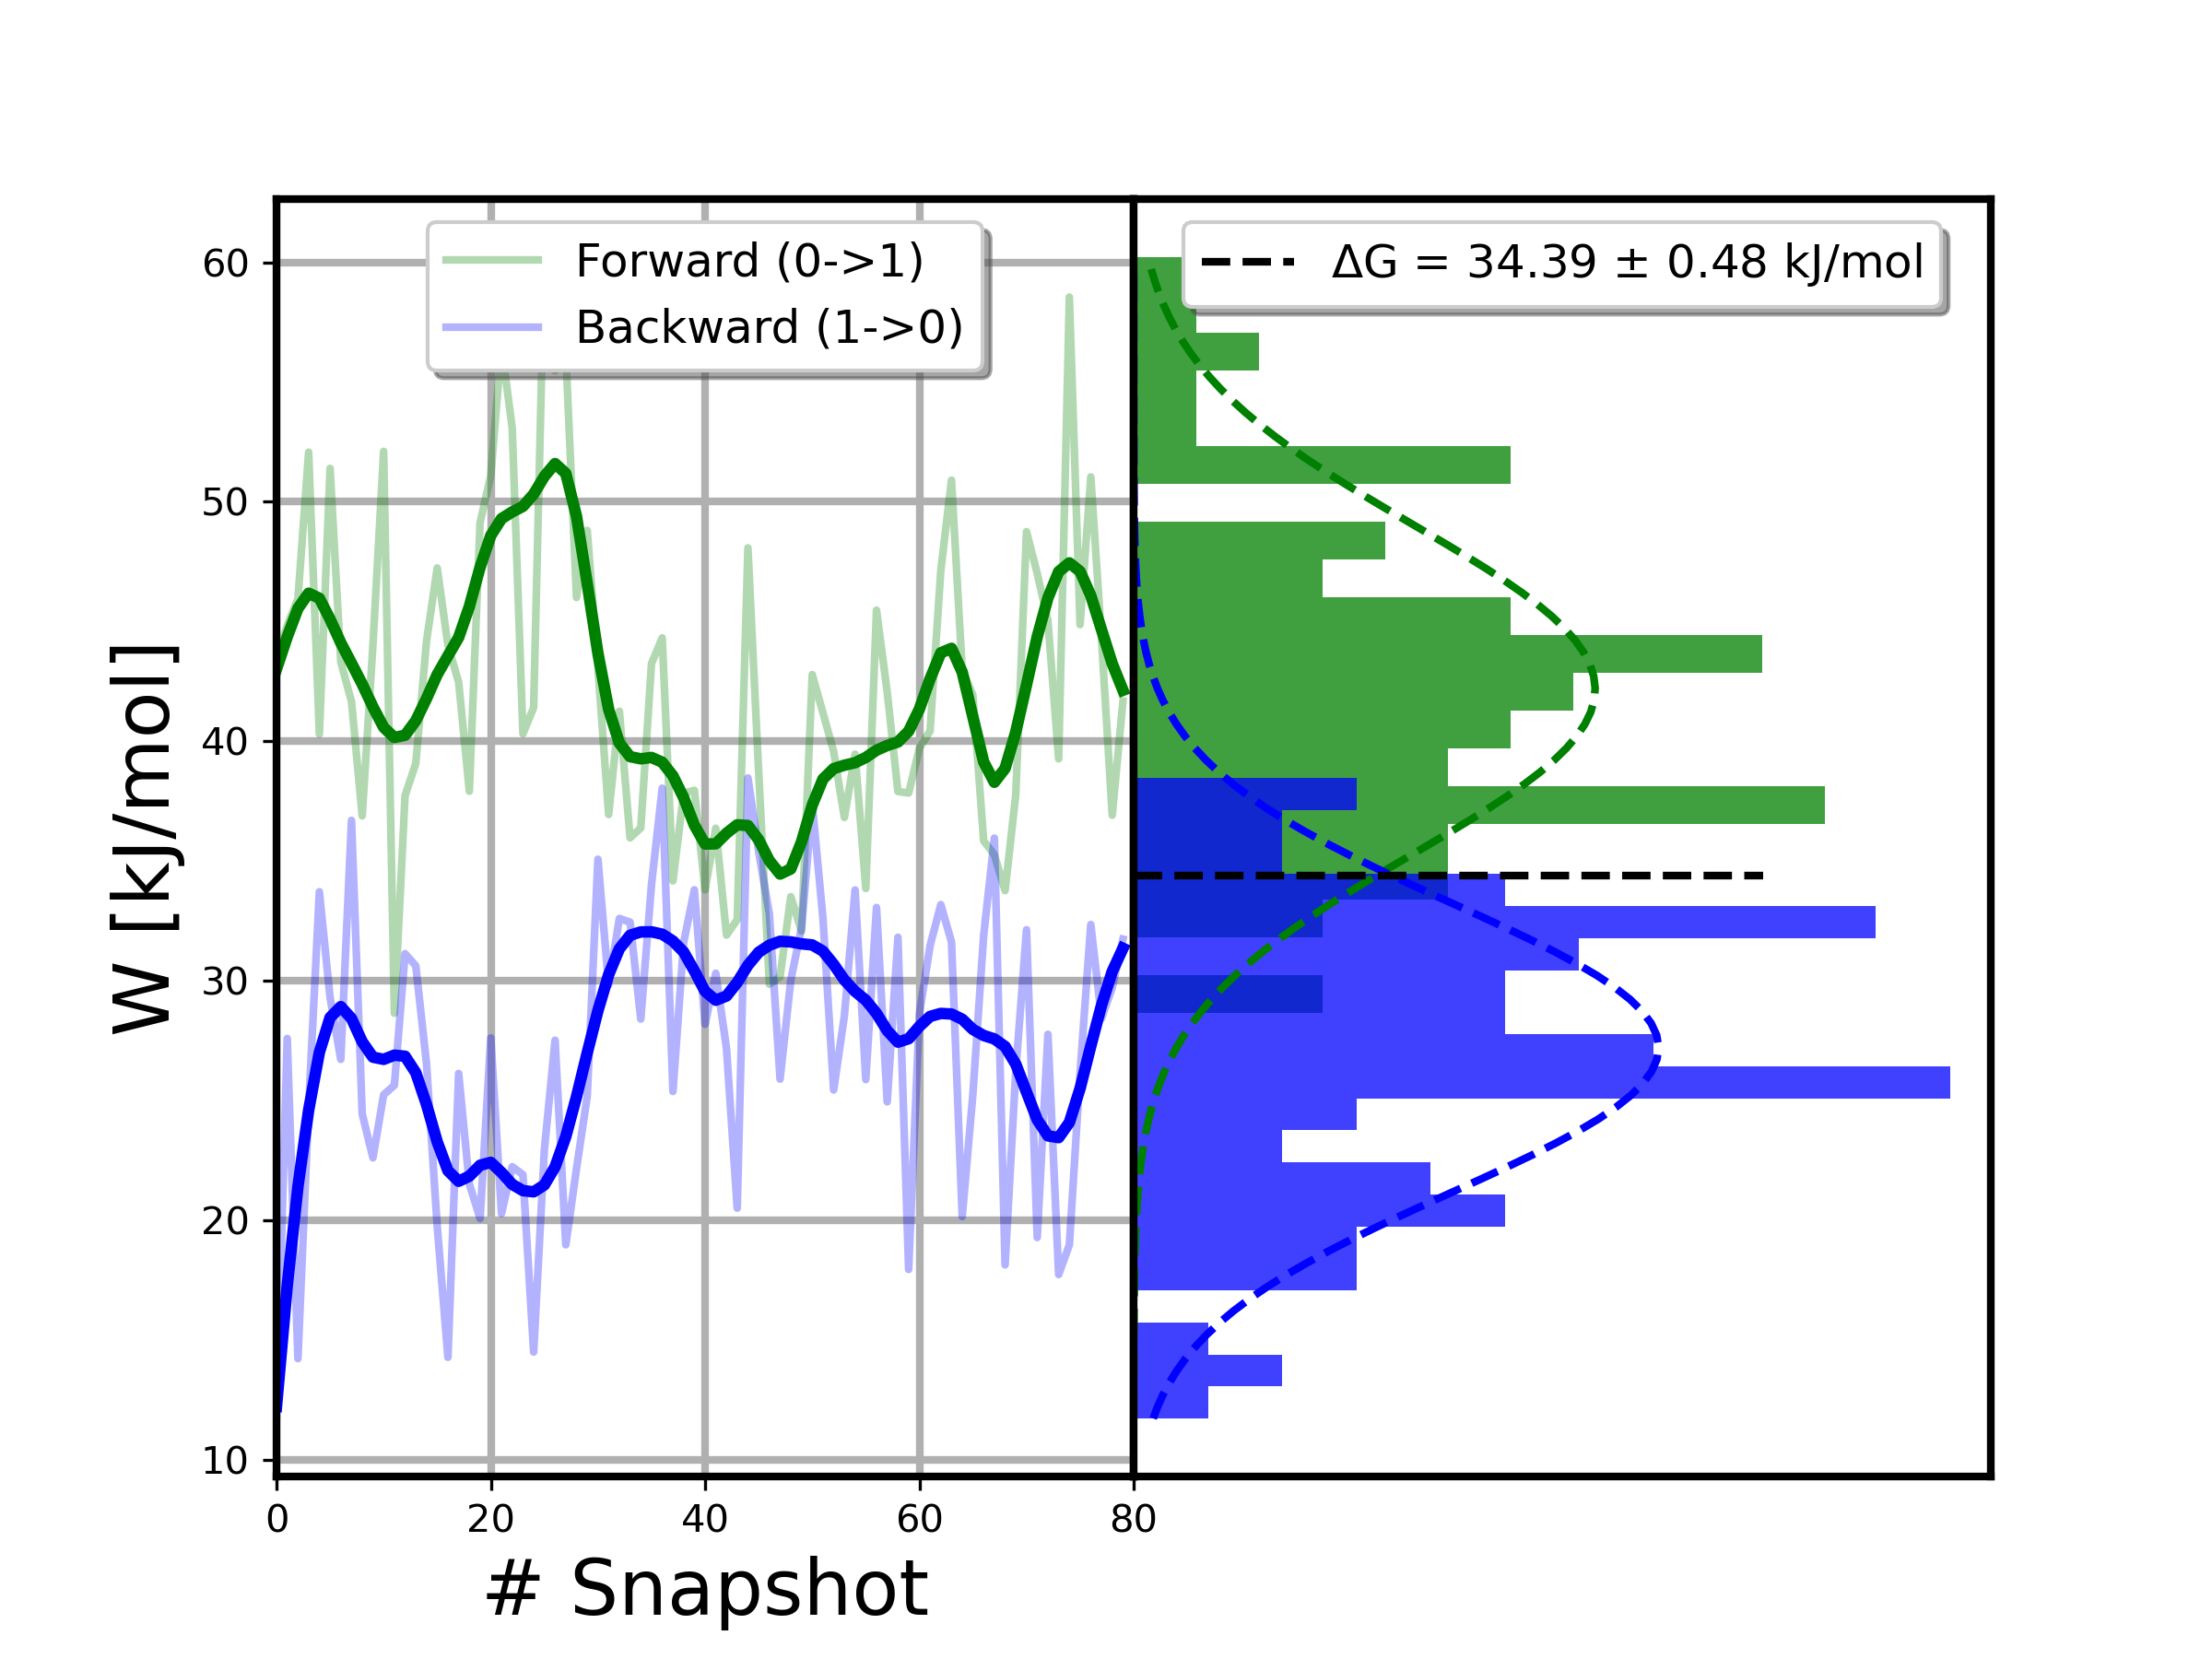 Forward (0->1)
Backward (1->0)
ΔG = 34.39 ± 0.48 kJ/mol
W [kJ/mol]
60
50
40
30
20
10
0
20
40
60
80
# Snapshot